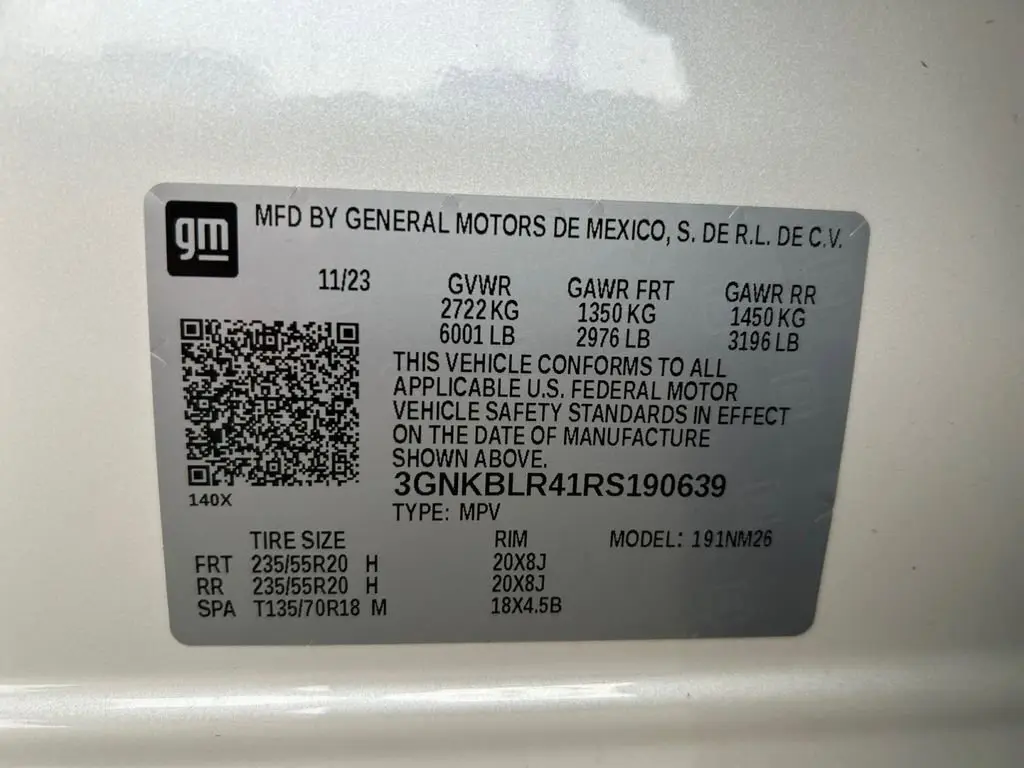 gm
MFD BY GENERAL MOTORS DE MEXICO, S. DE R.L. DE C.V.
11/23 GVWR GAWR FRT GAWR RR
2722 KG 1350 KG 1450 KG
6001 LB 2976 LB 3196 LB
THIS VEHICLE CONFORMS TO ALL
APPLICABLE U.S. FEDERAL MOTOR
VEHICLE SAFETY STANDARDS IN EFFECT
ON THE DATE OF MANUFACTURE
SHOWN ABOVE.
3GNKBLR41RS190639
140X
TYPE: MPV
TIRE SIZE RIM MODEL: 191NM26
FRT 235/55R20 H 20X8J
RR 235/55R20 H 20X8J
SPA T135/70R18 M 18X4.5B